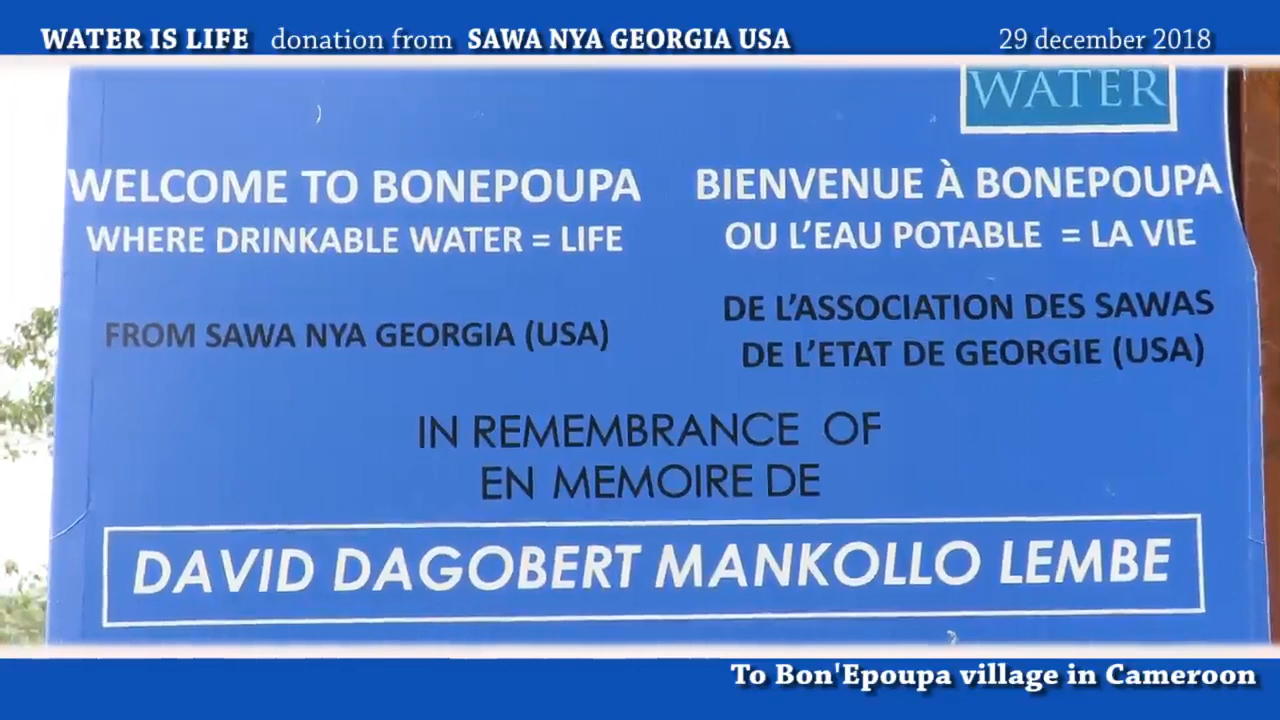 WATER IS LIFE donation from SAWA NYA GEORGIA USA
29 december 2018
WATER
WELCOME TO BONEPOUPA
WHERE DRINKABLE WATER = LIFE
FROM SAWA NYA GEORGIA (USA)
BIENVENUE À BONEPOUPA
OU L'EAU POTABLE = LA VIE
DE L'ASSOCIATION DES SAWAS
DE L'ETAT DE GEORGIE (USA)
IN REMEMBRANCE OF
EN MEMOIRE DE
DAVID DAGOBERT MANKOLLO LEMBE
To Bon'Epoupa village in Cameroon